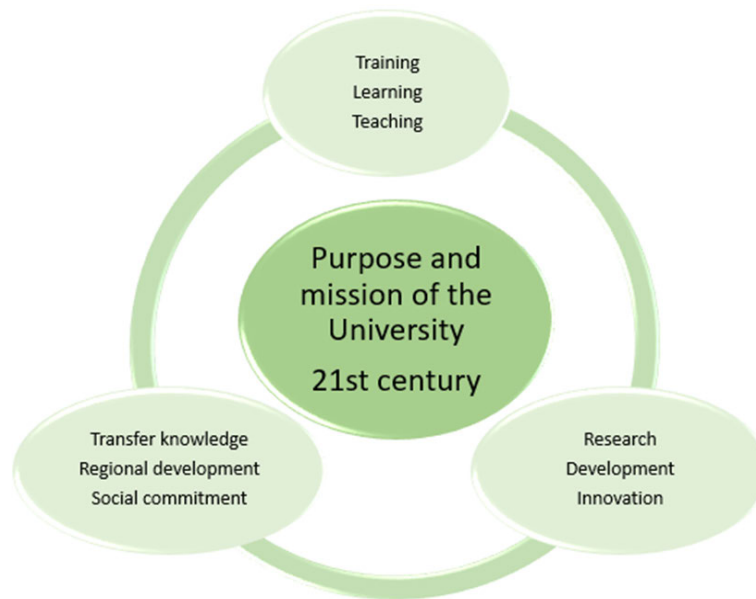 Training
Learning
Teaching
Purpose and
mission of the
University
21st century
Transfer knowledge
Regional development
Social commitment
Research
Development
Innovation